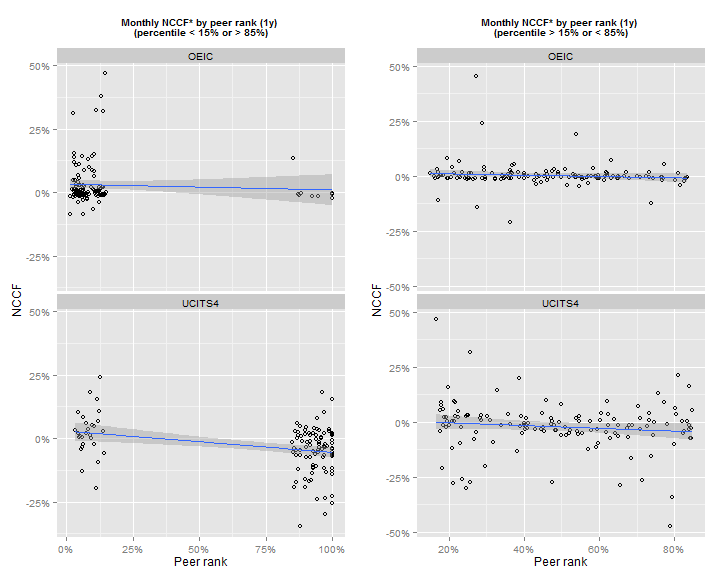 Monthly NCCF* by peer rank (1y)
(percentile < 15% or > 85%)
OEIC
50%
25%
0%
-25%
UCITS4
50%
25%
0%
-25%
0%
25%
50%
75%
100%
Peer rank
NCCF
Monthly NCCF* by peer rank (1y)
(percentile > 15% or < 85%)
OEIC
50%
25%
0%
-25%
-50%
UCITS4
50%
25%
0%
-25%
-50%
20%
40%
60%
80%
Peer rank
NCCF